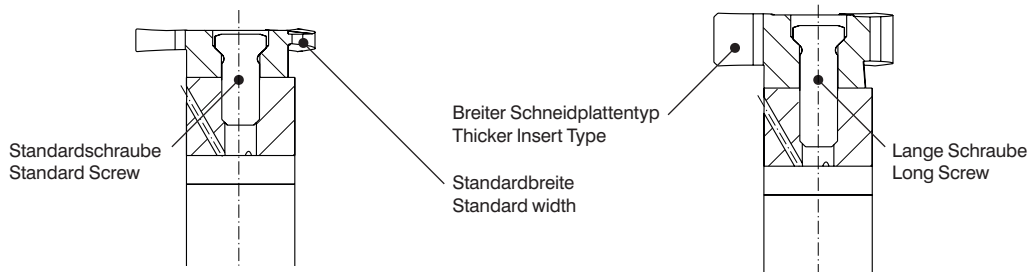 Standardschraube
Standard Screw
Standardbreite
Standard width
Breiter Schneidplattentyp
Thicker Insert Type
Lange Schraube
Long Screw